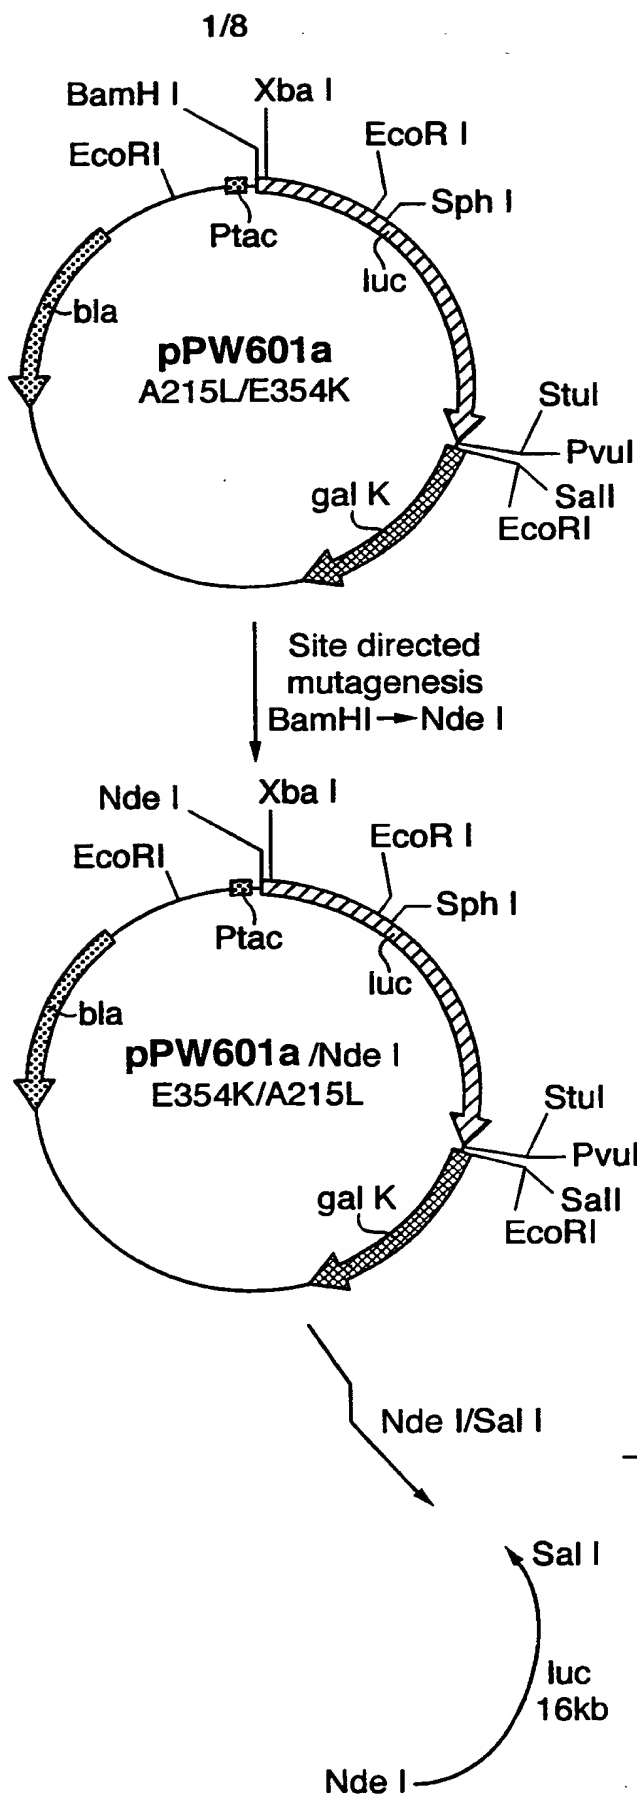 1/8
BamH I
Xba I
EcoRI
EcoR I
Sph I
Ptac
luc
bla
pPW601a
A215L/E354K
StuI
PvuI
SalI
EcoRI
gal K
Site directed
mutagenesis
BamHI→Nde I
Nde I
Xba I
EcoRI
EcoR I
Sph I
Ptac
luc
bla
pPW601a /Nde I
E354K/A215L
StuI
PvuI
SalI
EcoRI
gal K
Nde I/Sal I
Sal I
luc
16kb
Nde I